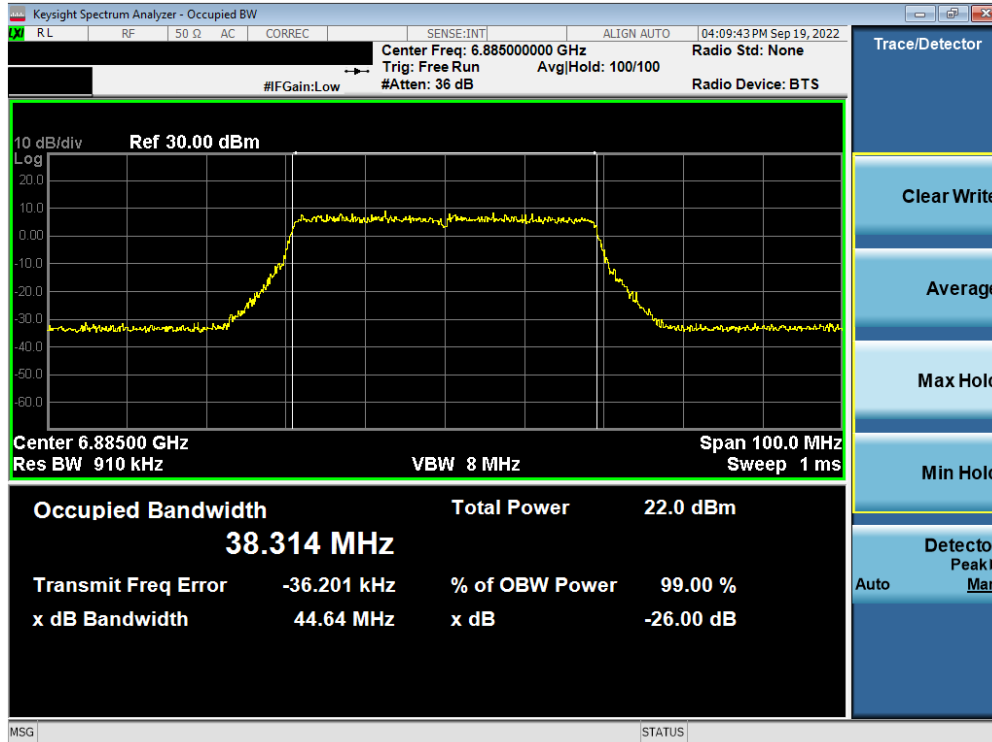 Keysight Spectrum Analyzer - Occupied BW
LXI RL RF 50 Ω AC CORREC SENSE:INT ALIGN AUTO 04:09:43 PM Sep 19, 2022
Center Freq: 6.885000000 GHz Radio Std: None
Trig: Free Run Avg|Hold: 100/100
#IFGain:Low #Atten: 36 dB Radio Device: BTS
10 dB/div Ref 30.00 dBm
Log
20.0
10.0
0.00
-10.0
-20.0
-30.0
-40.0
-50.0
-60.0
Center 6.88500 GHz Span 100.0 MHz
Res BW 910 kHz VBW 8 MHz Sweep 1 ms
Occupied Bandwidth Total Power 22.0 dBm
38.314 MHz
Transmit Freq Error -36.201 kHz % of OBW Power 99.00 %
x dB Bandwidth 44.64 MHz x dB -26.00 dB
Trace/Detector
Clear Write
Average
Max Hold
Min Hold
Detecto
Peak
Auto Man
MSG STATUS